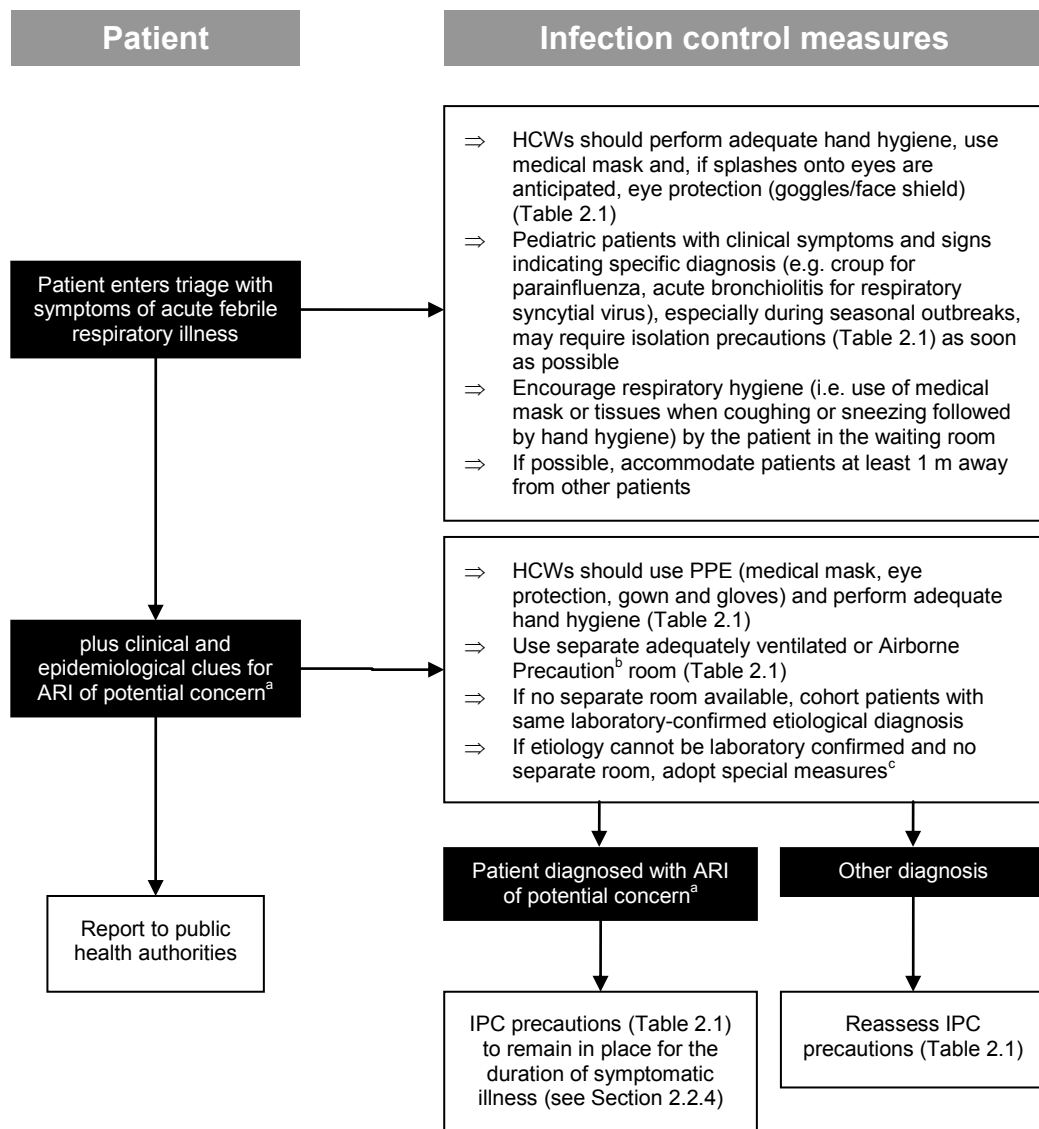 Patient
Infection control measures
⇒ HCWs should perform adequate hand hygiene, use
medical mask and, if splashes onto eyes are
anticipated, eye protection (goggles/face shield)
(Table 2.1)
⇒ Pediatric patients with clinical symptoms and signs
indicating specific diagnosis (e.g. croup for
parainfluenza, acute bronchiolitis for respiratory
syncytial virus), especially during seasonal outbreaks,
may require isolation precautions (Table 2.1) as soon
as possible
⇒ Encourage respiratory hygiene (i.e. use of medical
mask or tissues when coughing or sneezing followed
by hand hygiene) by the patient in the waiting room
⇒ If possible, accommodate patients at least 1 m away
from other patients
Patient enters triage with
symptoms of acute febrile
respiratory illness
⇒ HCWs should use PPE (medical mask, eye
protection, gown and gloves) and perform adequate
hand hygiene (Table 2.1)
⇒ Use separate adequately ventilated or Airborne
Precaution^b room (Table 2.1)
⇒ If no separate room available, cohort patients with
same laboratory-confirmed etiological diagnosis
⇒ If etiology cannot be laboratory confirmed and no
separate room, adopt special measures^c
plus clinical and
epidemiological clues for
ARI of potential concern^a
Patient diagnosed with ARI
of potential concern^a
Other diagnosis
Report to public
health authorities
IPC precautions (Table 2.1)
to remain in place for the
duration of symptomatic
illness (see Section 2.2.4)
Reassess IPC
precautions (Table 2.1)